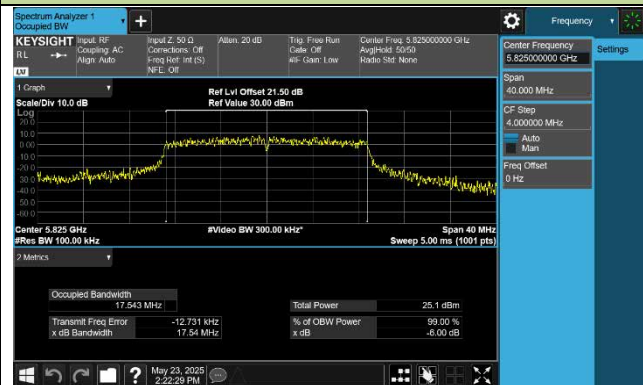 Spectrum Analyzer 1
Occupied BW
Frequency
KEYSIGHT
RL
LXI
Input: RF
Coupling: AC
Align: Auto
Input Z: 50 Ω
Corrections: Off
Freq Ref: Int (S)
NFE: Off
Atten: 20 dB
Trig: Free Run
Gate: Off
#IF Gain: Low
Center Freq: 5.825000000 GHz
Avg|Hold: 50/50
Radio Std: None
Center Frequency
5.825000000 GHz
Settings
Span
40.000 MHz
CF Step
4.000000 MHz
Auto
Man
Freq Offset
0 Hz
1 Graph
Scale/Div 10.0 dB
Ref Lvl Offset 21.50 dB
Ref Value 30.00 dBm
Log
20.0
10.0
0.00
-10.0
-20.0
-30.0
-40.0
-50.0
-60.0
Center 5.825 GHz
#Res BW 100.00 kHz
#Video BW 300.00 kHz*
Span 40 MHz
Sweep 5.00 ms (1001 pts)
2 Metrics
Occupied Bandwidth
17.543 MHz
Total Power
25.1 dBm
Transmit Freq Error
-12.731 kHz
% of OBW Power
99.00 %
x dB Bandwidth
17.54 MHz
x dB
-6.00 dB
May 23, 2025
2:22:29 PM